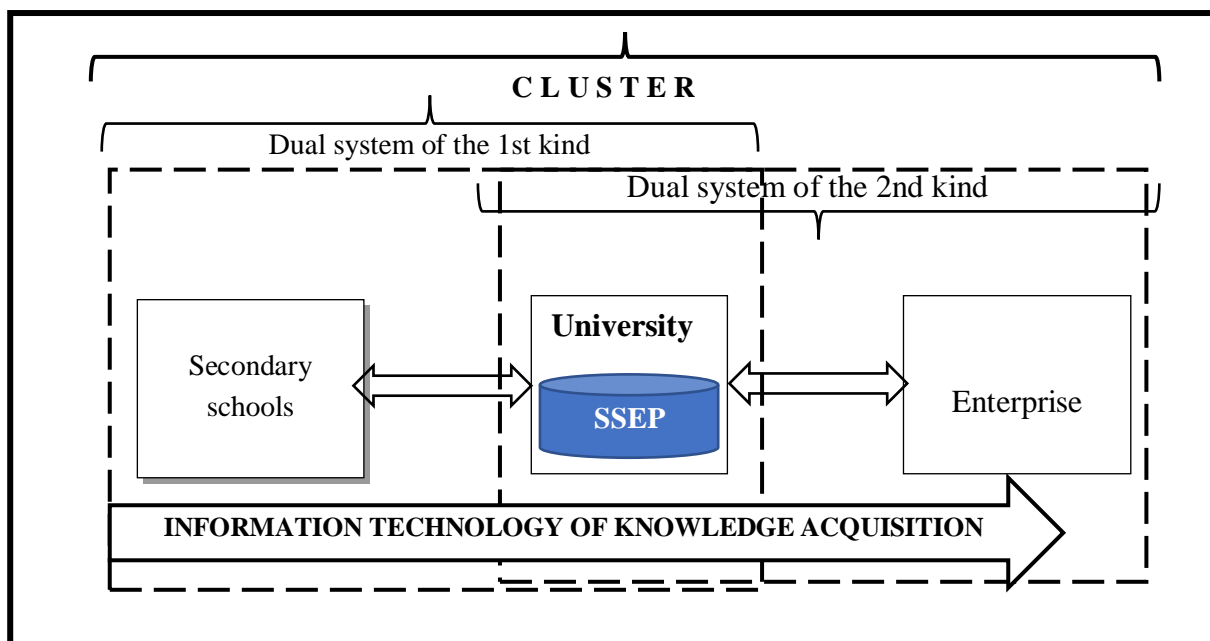 C L U S T E R
Dual system of the 1st kind
Dual system of the 2nd kind
Secondary
schools
University
SSEP
Enterprise
INFORMATION TECHNOLOGY OF KNOWLEDGE ACQUISITION